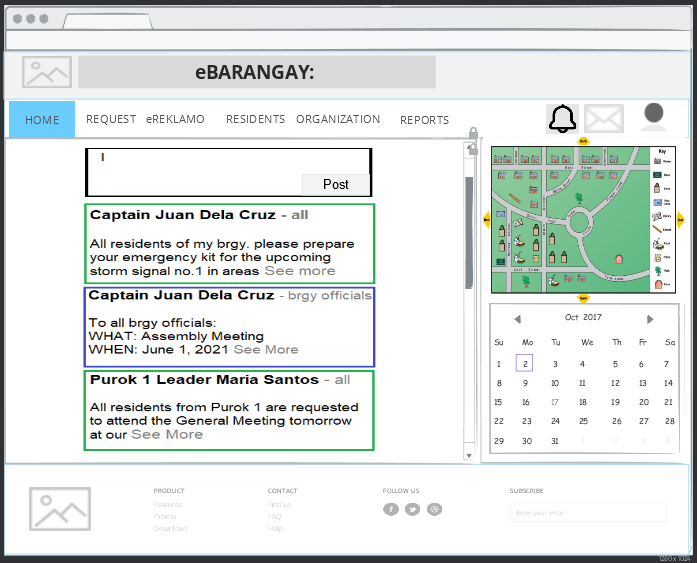 eBARANGAY:
HOME REQUEST eREKLAMO RESIDENTS ORGANIZATION REPORTS
Post
Captain Juan Dela Cruz - all
All residents of my brgy. please prepare
your emergency kit for the upcoming
storm signal no.1 in areas See more
Captain Juan Dela Cruz - brgy officials
To all brgy officials:
WHAT: Assembly Meeting
WHEN: June 1, 2021 See More
Purok 1 Leader Maria Santos - all
All residents from Purok 1 are requested
to attend the General Meeting tomorrow
at our See More
Key
Oct 2017
Su Mo Tu We Th Fr Sa
1 2 3 4 5 6 7
8 9 10 11 12 13 14
15 16 17 18 19 20 21
22 23 24 25 26 27 28
29 30 31 1 2 3 4
PRODUCT
Features
Promo
Download
CONTACT
Find us
FAQ
Help
FOLLOW US
SUBSCRIBE
Enter your email
1280 x 1024